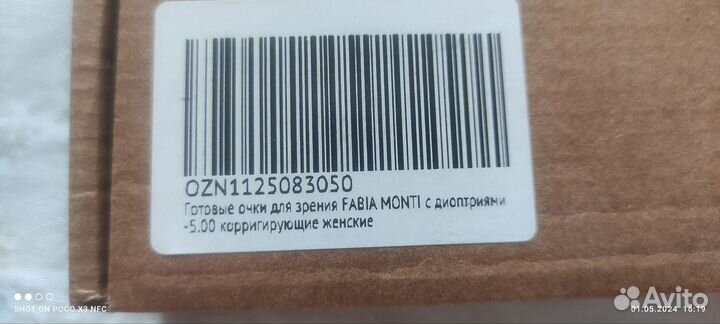 OZN1125083050
Готовые очки для зрения FABIA MONTI с диоптриями
-5.00 корригирующие женские
SHOT ON POCO X3 NFC
Avito
01.05.2024 15:19